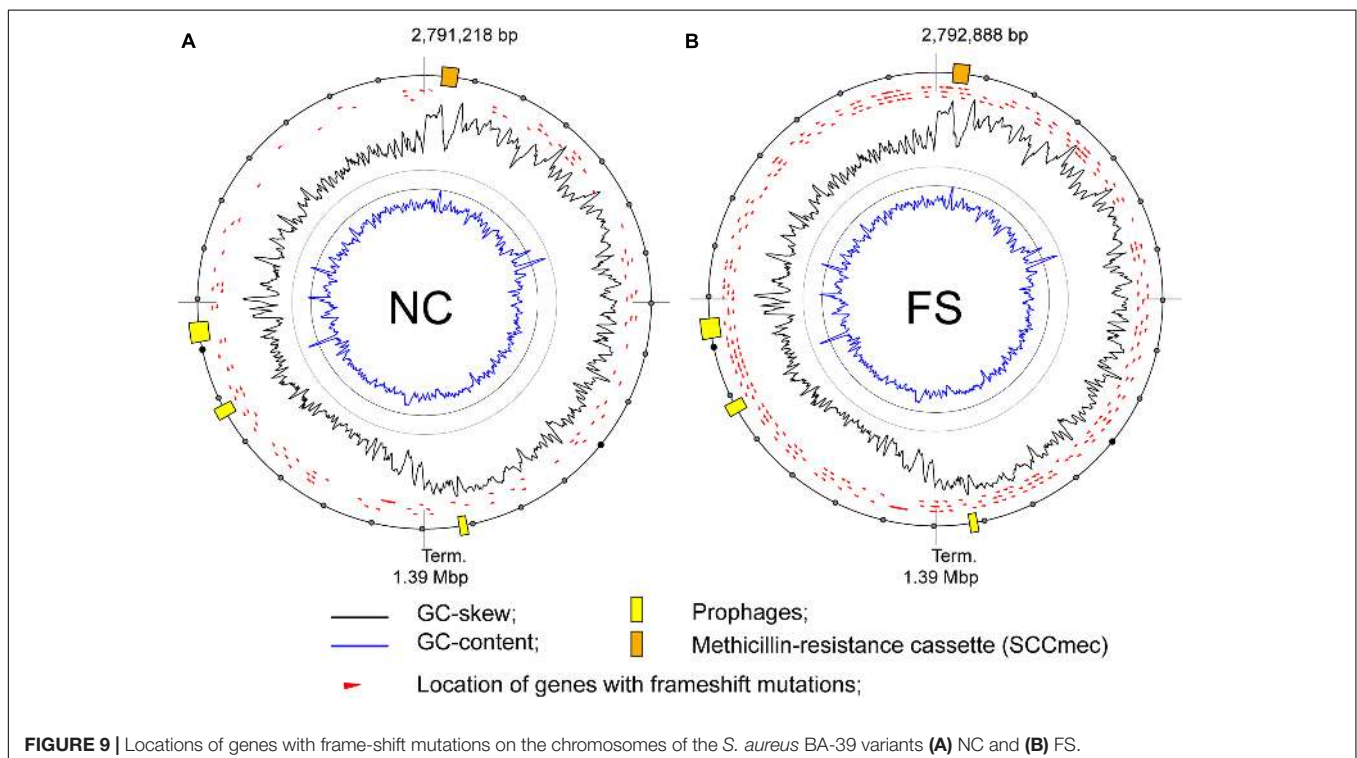 A
2,791,218 bp
B
2,792,888 bp
NC
FS
Term.
1.39 Mbp
Term.
1.39 Mbp
GC-skew;
Prophages;
GC-content;
Methicillin-resistance cassette (SCCmec)
Location of genes with frameshift mutations;
FIGURE 9 | Locations of genes with frame-shift mutations on the chromosomes of the S. aureus BA-39 variants (A) NC and (B) FS.